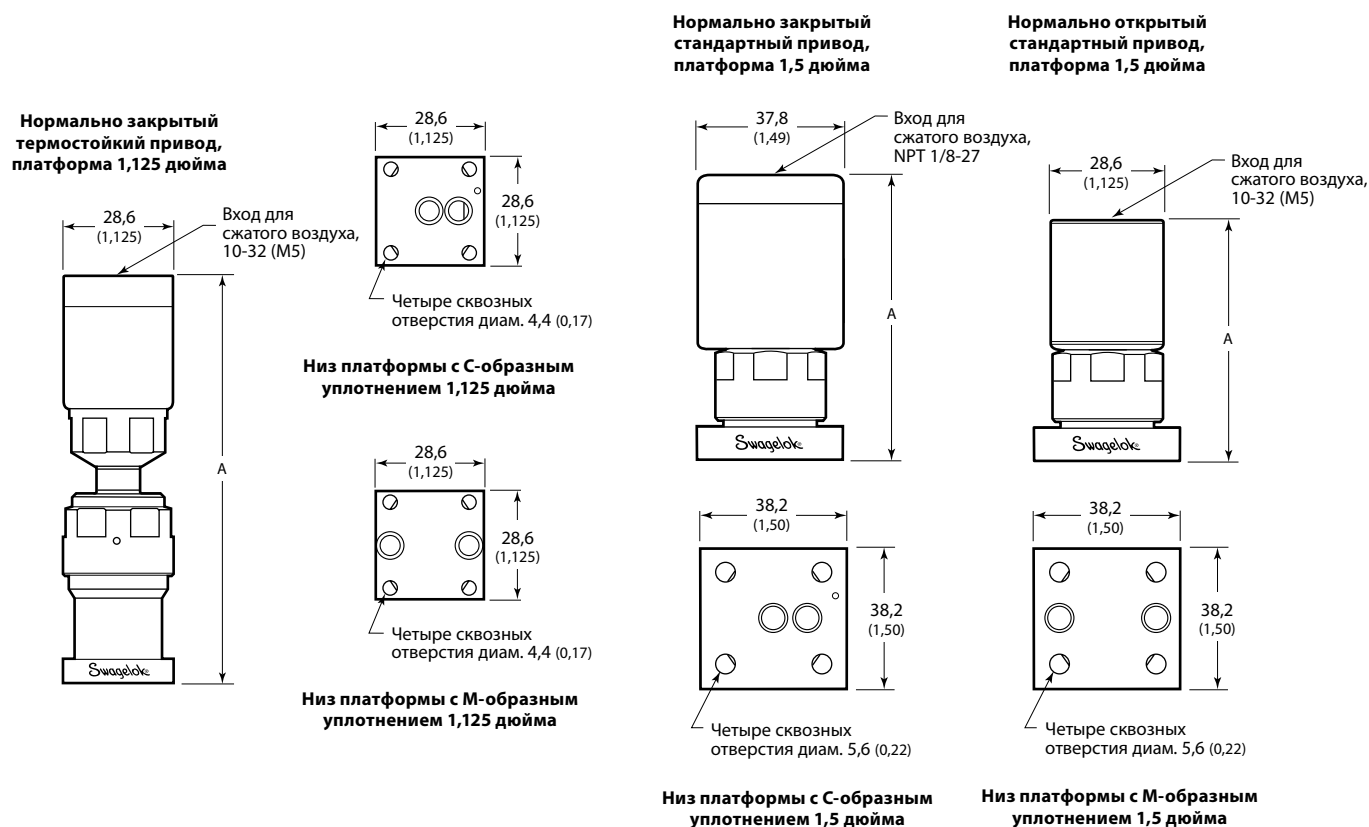 Нормально закрытый
термостойкий привод,
платформа 1,125 дюйма
28,6
(1,125)
Вход для
сжатого воздуха,
10-32 (M5)
A
Swagelok®
28,6
(1,125)
28,6
(1,125)
Четыре сквозных
отверстия диам. 4,4 (0,17)
Низ платформы с С-образным
уплотнением 1,125 дюйма
28,6
(1,125)
28,6
(1,125)
Четыре сквозных
отверстия диам. 4,4 (0,17)
Низ платформы с М-образным
уплотнением 1,125 дюйма
Нормально закрытый
стандартный привод,
платформа 1,5 дюйма
37,8
(1,49)
Вход для
сжатого воздуха,
NPT 1/8-27
A
Swagelok®
38,2
(1,50)
38,2
(1,50)
Четыре сквозных
отверстия диам. 5,6 (0,22)
Низ платформы с С-образным
уплотнением 1,5 дюйма
Нормально открытый
стандартный привод,
платформа 1,5 дюйма
28,6
(1,125)
Вход для
сжатого воздуха,
10-32 (M5)
A
Swagelok®
38,2
(1,50)
38,2
(1,50)
Четыре сквозных
отверстия диам. 5,6 (0,22)
Низ платформы с М-образным
уплотнением 1,5 дюйма